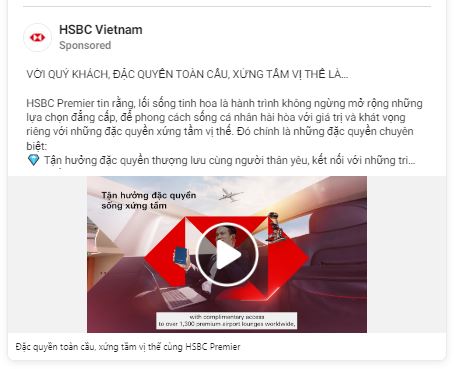 HSBC Vietnam
Sponsored
VỚI QUÝ KHÁCH, ĐẶC QUYỀN TOÀN CẦU, XỨNG TẦM VỊ THẾ LÀ...
HSBC Premier tin rằng, lối sống tinh hoa là hành trình không ngừng mở rộng những
lựa chọn đẳng cấp, để phong cách sống cá nhân hài hòa với giá trị và khát vọng
riêng với những đặc quyền xứng tầm vị thế. Đó chính là những đặc quyền chuyên
biệt:
💎 Tận hưởng đặc quyền thượng lưu cùng người thân yêu, kết nối với những tri...
Tận hưởng đặc quyền
sống xứng tầm
with complimentary access
to over 1,300 premium airport lounges worldwide,
Đặc quyền toàn cầu, xứng tầm vị thế cùng HSBC Premier